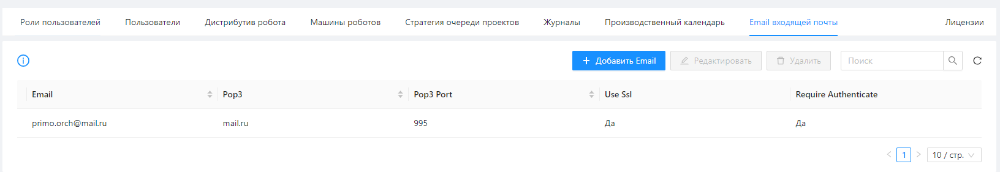 Роли пользователей Пользователи Дистрибутив робота Машины роботов Стратегия очереди проектов Журналы Производственный календарь Email входящей почты Лицензии
Добавить Email Редактировать Удалить Поиск
Email Pop3 Pop3 Port Use Ssl Require Authenticate
primo.orch@mail.ru mail.ru 995 Да Да
1 10 / стр.